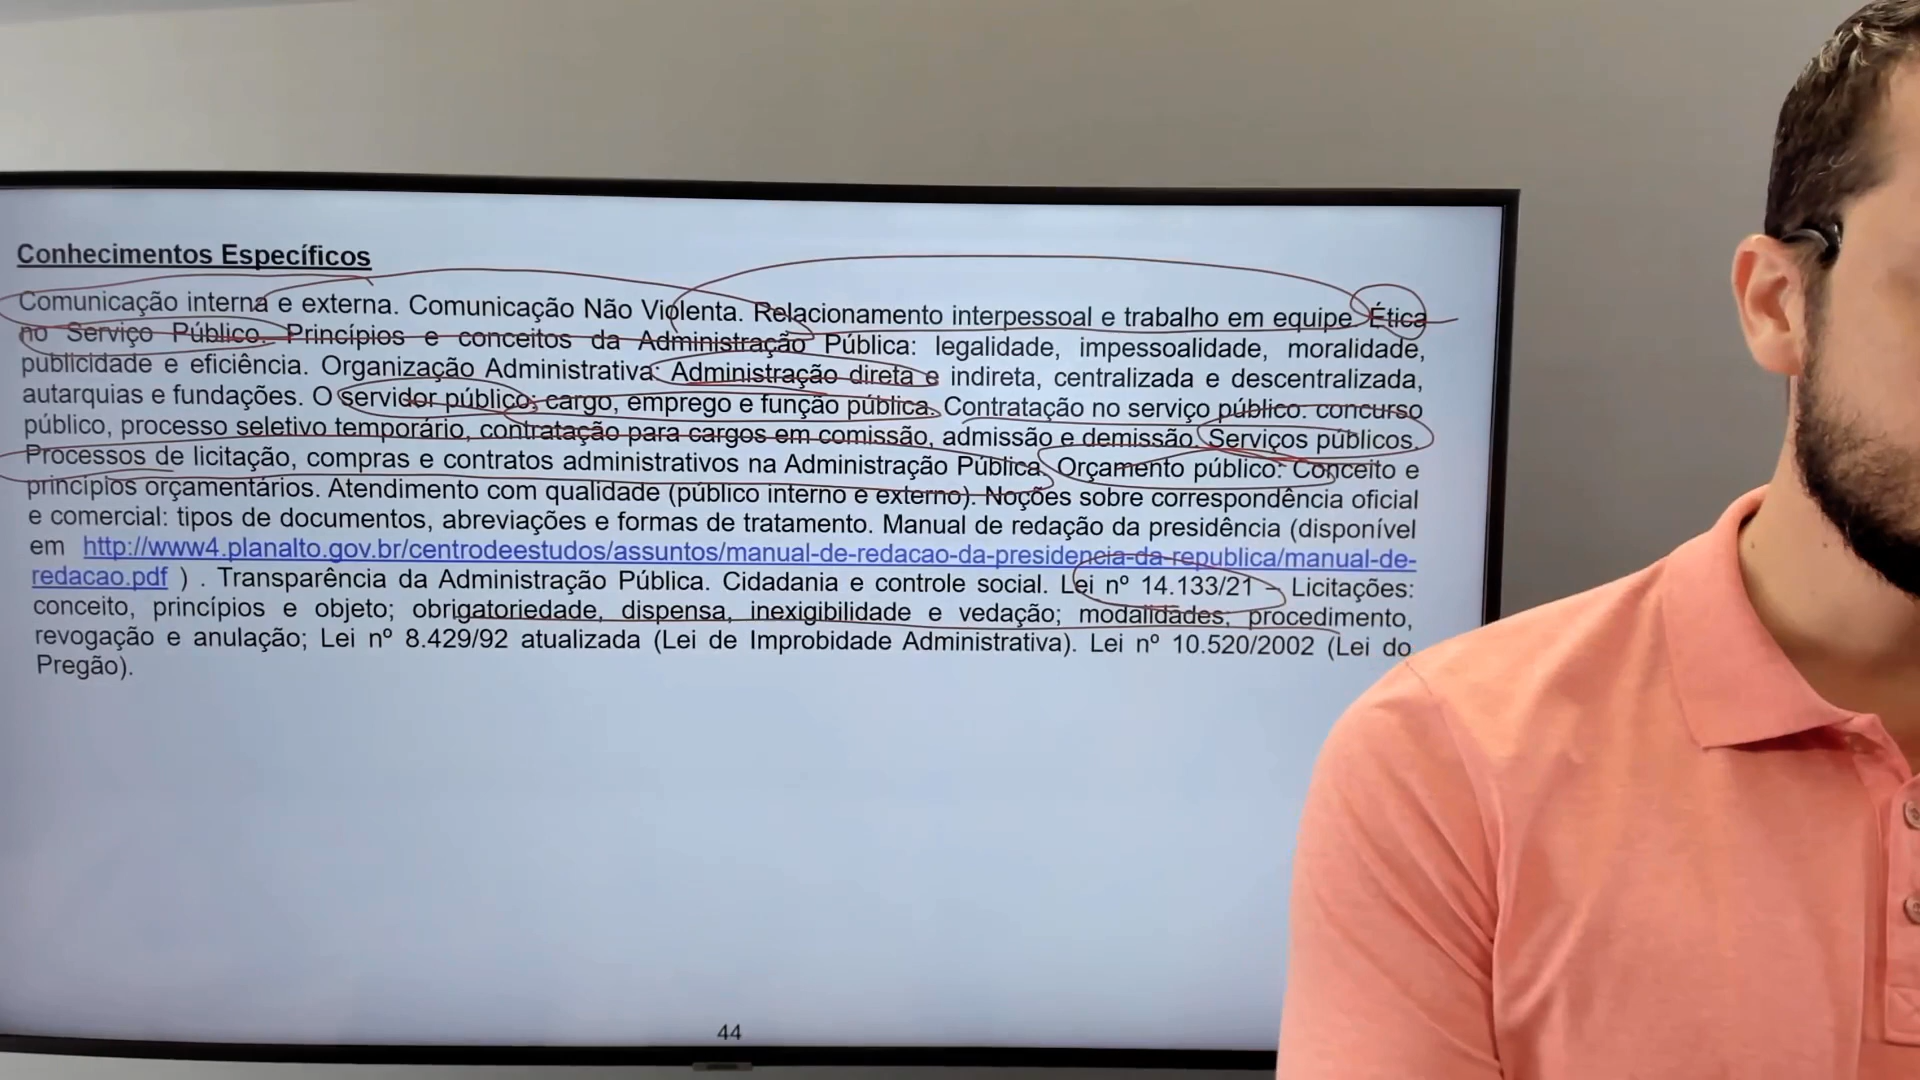 Conhecimentos Específicos
Comunicação interna e externa. Comunicação Não Violenta. Relacionamento interpessoal e trabalho em equipe. Ética
no Serviço Público. Princípios e conceitos da Administração Pública: legalidade, impessoalidade, moralidade,
publicidade e eficiência. Organização Administrativa: Administração direta e indireta, centralizada e descentralizada,
autarquias e fundações. O servidor público; cargo, emprego e função pública. Contratação no serviço público: concurso
público, processo seletivo temporário, contratação para cargos em comissão, admissão e demissão. Serviços públicos.
Processos de licitação, compras e contratos administrativos na Administração Pública. Orçamento público: Conceito e
princípios orçamentários. Atendimento com qualidade (público interno e externo). Noções sobre correspondência oficial
e comercial: tipos de documentos, abreviações e formas de tratamento. Manual de redação da presidência (disponível
em http://www4.planalto.gov.br/centrodeestudos/assuntos/manual-de-redacao-da-presidencia-da-republica/manual-de-
redacao.pdf ) . Transparência da Administração Pública. Cidadania e controle social. Lei nº 14.133/21 – Licitações:
conceito, princípios e objeto; obrigatoriedade, dispensa, inexigibilidade e vedação; modalidades, procedimento,
revogação e anulação; Lei nº 8.429/92 atualizada (Lei de Improbidade Administrativa). Lei nº 10.520/2002 (Lei do
Pregão).
44